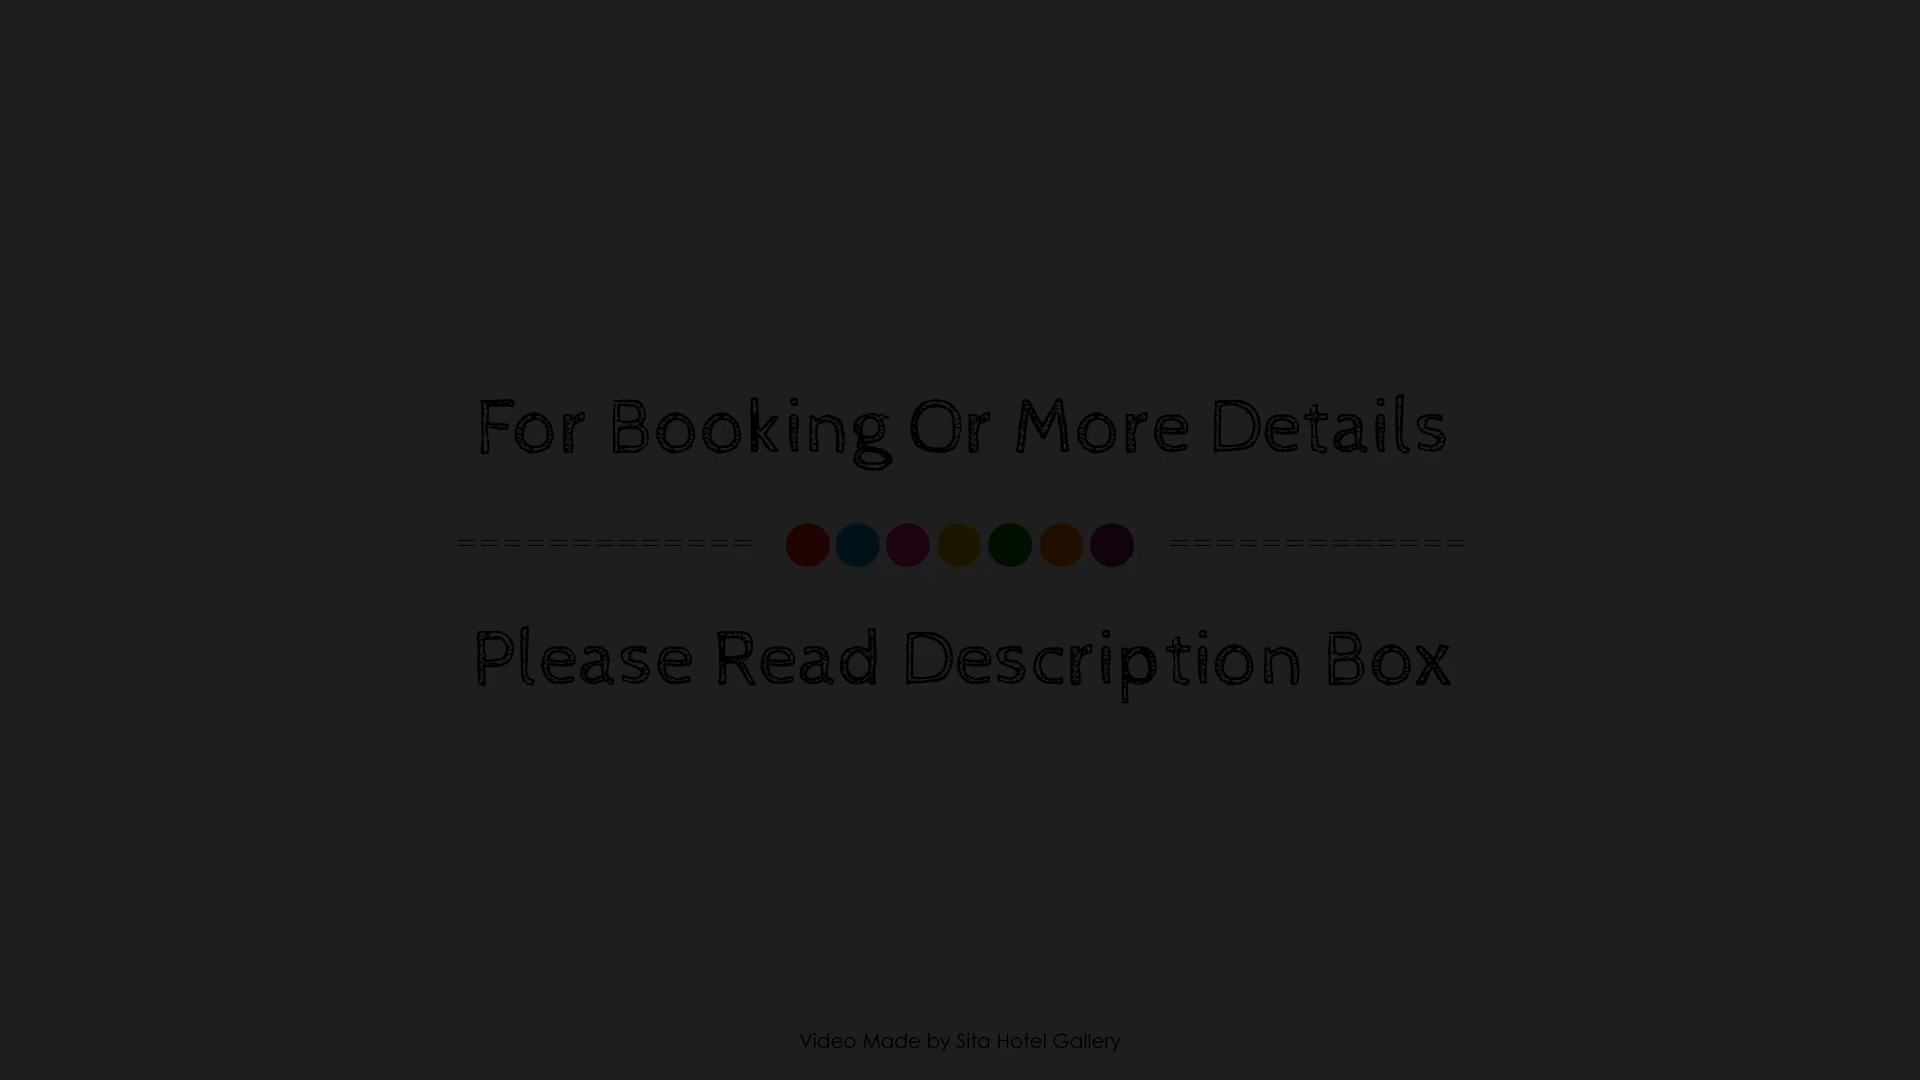 For Booking Or More Details
============= =============
Please Read Description Box
Video Made by Sita Hotel Gallery